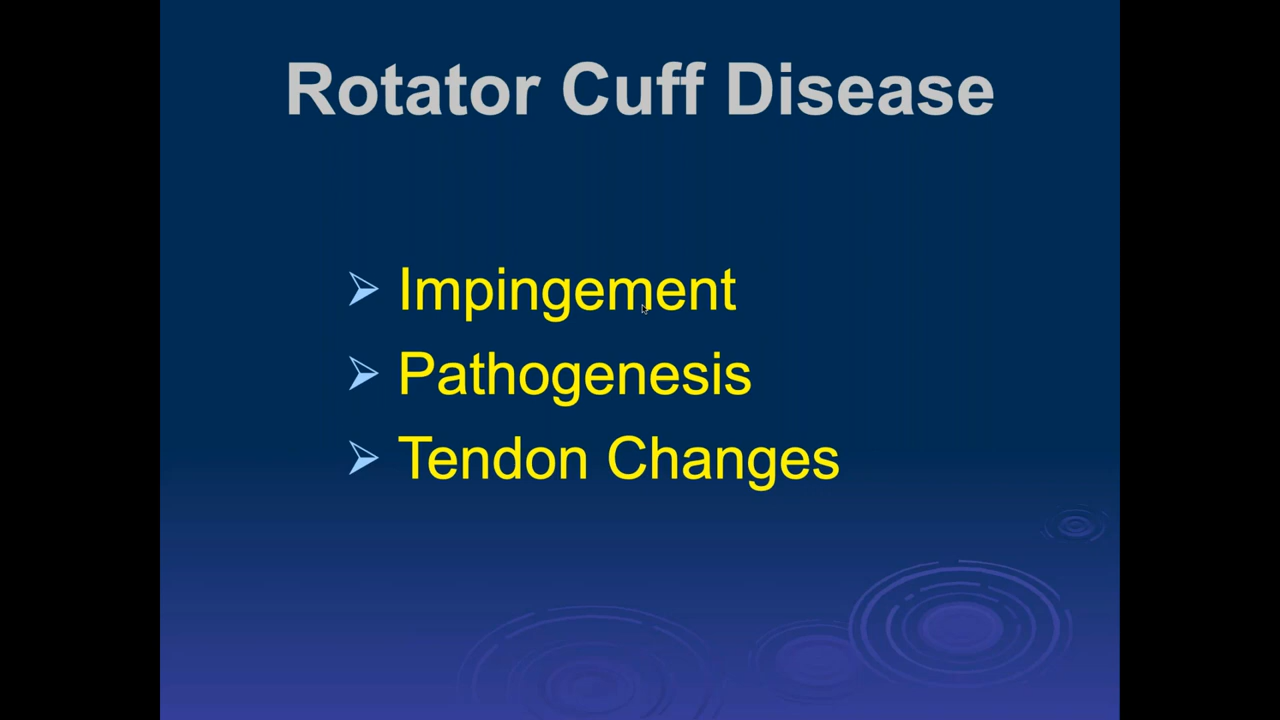 Rotator Cuff Disease
Impingement
Pathogenesis
Tendon Changes